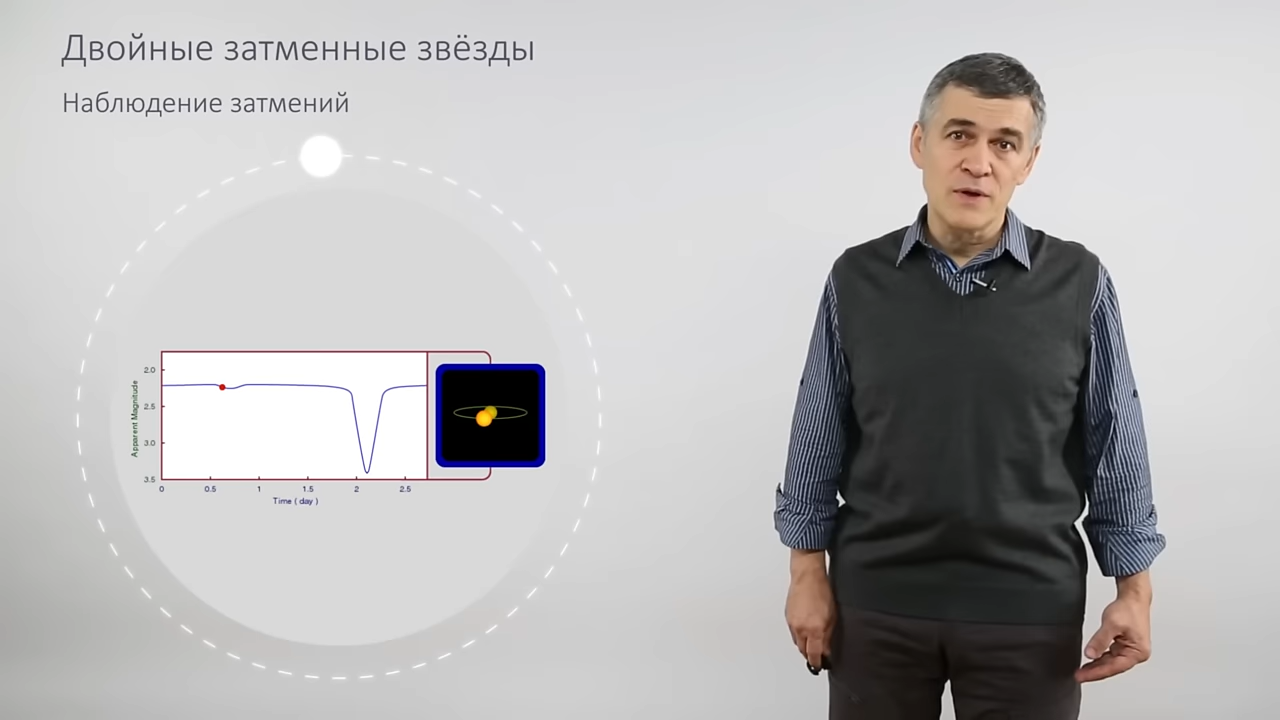 Двойные затменные звёзды
Наблюдение затмений
Apparent Magnitude
2.0
2.5
3.0
3.5
0
0.5
1
1.5
2
2.5
Time ( day )